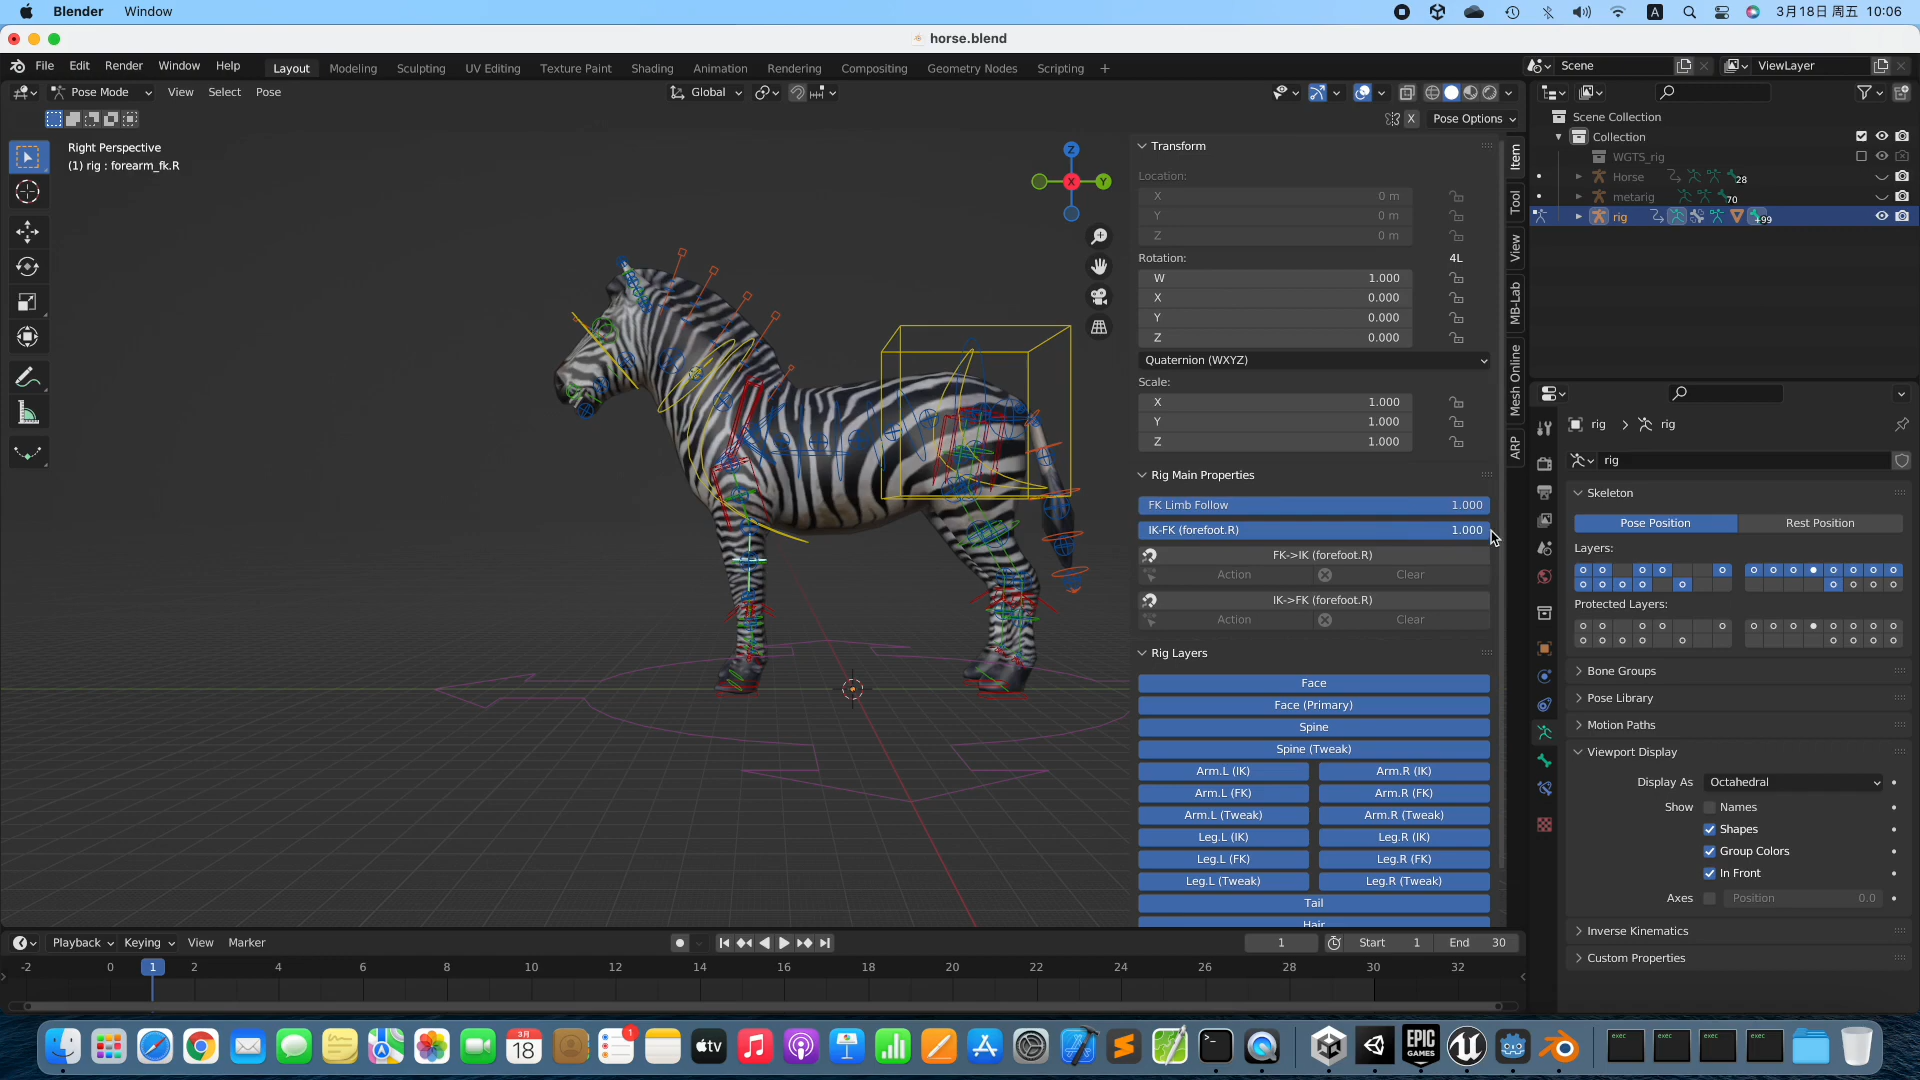 Blender Window
A
3月18日 周五 10:06
horse.blend
File Edit Render Window Help Layout Modeling Sculpting UV Editing Texture Paint Shading Animation Rendering Compositing Geometry Nodes Scripting +
Scene ViewLayer
Pose Mode View Select Pose Global
X Pose Options
Right Perspective
(1) rig : forearm_fk.R
Z
X
Y
Transform
Location:
X 0 m
Y 0 m
Z 0 m
Rotation: 4L
W 1.000
X 0.000
Y 0.000
Z 0.000
Quaternion (WXYZ)
Scale:
X 1.000
Y 1.000
Z 1.000
Rig Main Properties
FK Limb Follow 1.000
IK-FK (forefoot.R) 1.000
FK->IK (forefoot.R)
Action Clear
IK->FK (forefoot.R)
Action Clear
Rig Layers
Face
Face (Primary)
Spine
Spine (Tweak)
Arm.L (IK) Arm.R (IK)
Arm.L (FK) Arm.R (FK)
Arm.L (Tweak) Arm.R (Tweak)
Leg.L (IK) Leg.R (IK)
Leg.L (FK) Leg.R (FK)
Leg.L (Tweak) Leg.R (Tweak)
Tail
Hair
Item
Tool
View
MB-Lab
Mesh Online
ARP
Scene Collection
Collection
WGTS_rig
Horse 28
metarig 70
rig +99
rig rig
rig
Skeleton
Pose Position Rest Position
Layers:
Protected Layers:
Bone Groups
Pose Library
Motion Paths
Viewport Display
Display As Octahedral
Show Names
Shapes
Group Colors
In Front
Axes Position 0.0
Inverse Kinematics
Custom Properties
Playback Keying View Marker
1 Start 1 End 30
-2 0 1 2 4 6 8 10 12 14 16 18 20 22 24 26 28 30 32
3月
18
1
tv
EPIC
GAMES
exec exec exec exec